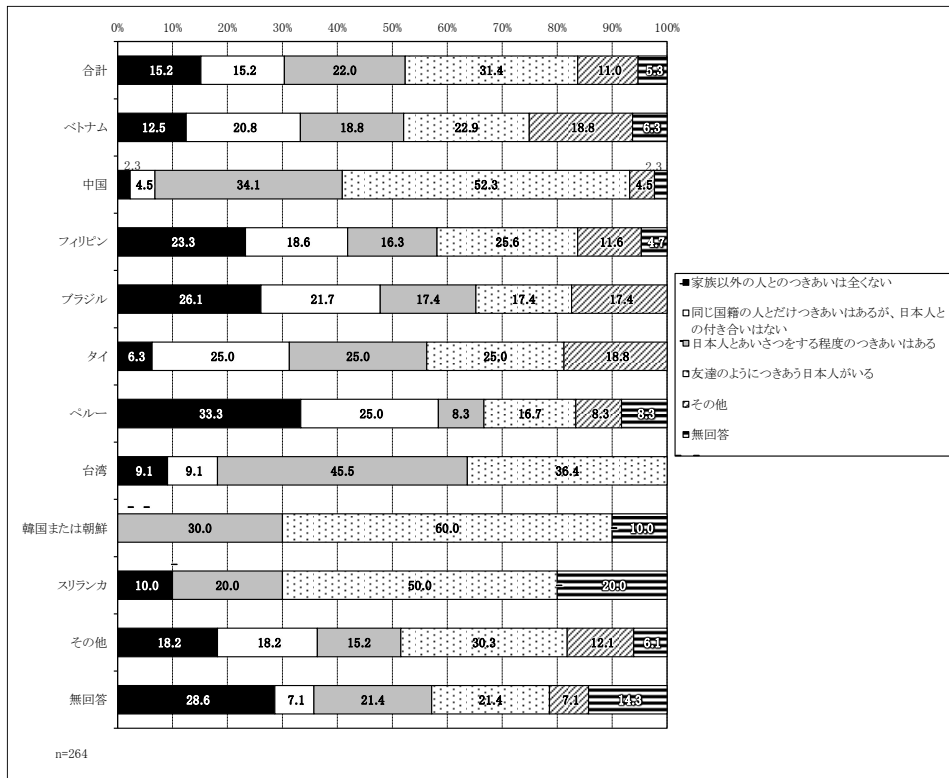 0% 10% 20% 30% 40% 50% 60% 70% 80% 90% 100%
合計 15.2 15.2 22.0 31.4 11.0 5.3
ベトナム 12.5 20.8 18.8 22.9 18.8 6.3
2.3 2.3
中国 4.5 34.1 52.3 4.5
フィリピン 23.3 18.6 16.3 25.6 11.6 4.7
ブラジル 26.1 21.7 17.4 17.4 17.4
タイ 6.3 25.0 25.0 25.0 18.8
ペルー 33.3 25.0 8.3 16.7 8.3 8.3
台湾 9.1 9.1 45.5 36.4
韓国または朝鮮 30.0 60.0 10.0
スリランカ 10.0 20.0 50.0 20.0
その他 18.2 18.2 15.2 30.3 12.1 6.1
無回答 28.6 7.1 21.4 21.4 7.1 14.3
n=264
家族以外の人とのつきあいは全くない
同じ国籍の人とだけつきあいはあるが、日本人と
の付き合いはない
日本人とあいさつをする程度のつきあいはある
友達のようにつきあう日本人がいる
その他
無回答